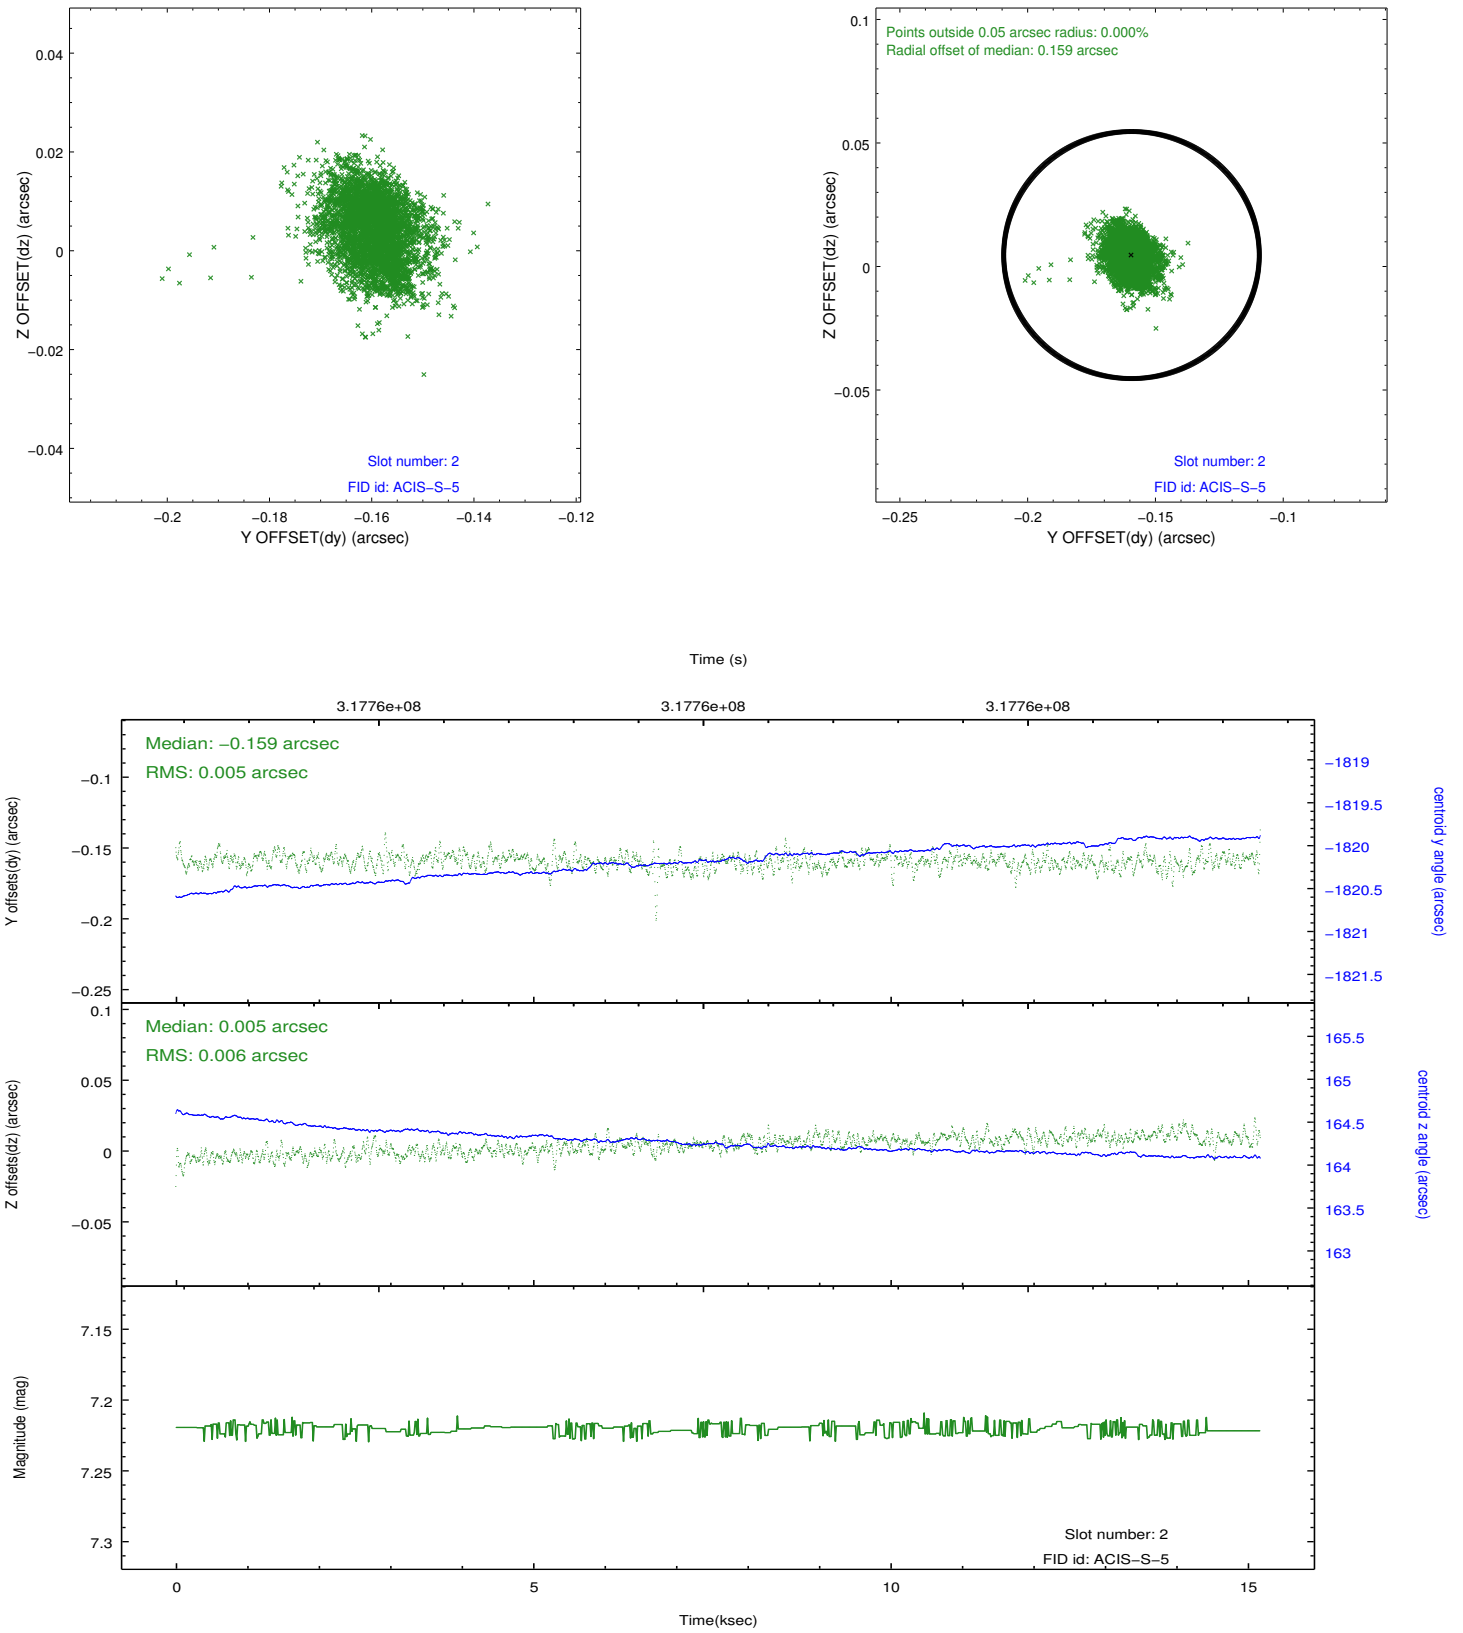 0.04
0.02
0
−0.02
−0.04
Z OFFSET(dz) (arcsec)
Slot number: 2
FID id: ACIS−S−5
−0.2
−0.18
−0.16
−0.14
−0.12
Y OFFSET(dy) (arcsec)
Points outside 0.05 arcsec radius: 0.000%
Radial offset of median: 0.159 arcsec
0.1
0.05
0
−0.05
Z OFFSET(dz) (arcsec)
Slot number: 2
FID id: ACIS−S−5
−0.25
−0.2
−0.15
−0.1
Y OFFSET(dy) (arcsec)
Time (s)
3.1776e+08
3.1776e+08
3.1776e+08
Median: −0.159 arcsec
RMS: 0.005 arcsec
−0.1
−0.15
−0.2
−0.25
Y offsets(dy) (arcsec)
−1819
−1819.5
−1820
−1820.5
−1821
−1821.5
centroid y angle (arcsec)
Median: 0.005 arcsec
RMS: 0.006 arcsec
0.1
0.05
0
−0.05
Z offsets(dz) (arcsec)
165.5
165
164.5
164
163.5
163
centroid z angle (arcsec)
7.15
7.2
7.25
7.3
Magnitude (mag)
Slot number: 2
FID id: ACIS−S−5
0
5
10
15
Time(ksec)